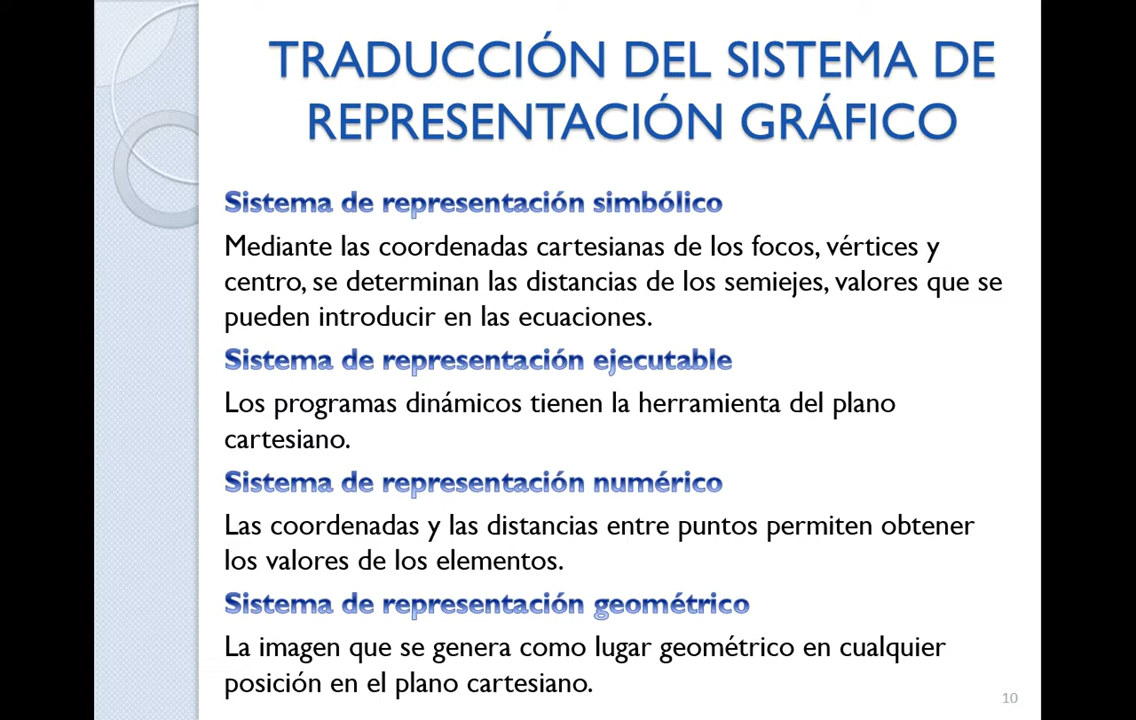 TRADUCCIÓN DEL SISTEMA DE
REPRESENTACIÓN GRÁFICO
Sistema de representación simbólico
Mediante las coordenadas cartesianas de los focos, vértices y
centro, se determinan las distancias de los semiejes, valores que se
pueden introducir en las ecuaciones.
Sistema de representación ejecutable
Los programas dinámicos tienen la herramienta del plano
cartesiano.
Sistema de representación numérico
Las coordenadas y las distancias entre puntos permiten obtener
los valores de los elementos.
Sistema de representación geométrico
La imagen que se genera como lugar geométrico en cualquier
posición en el plano cartesiano.
10